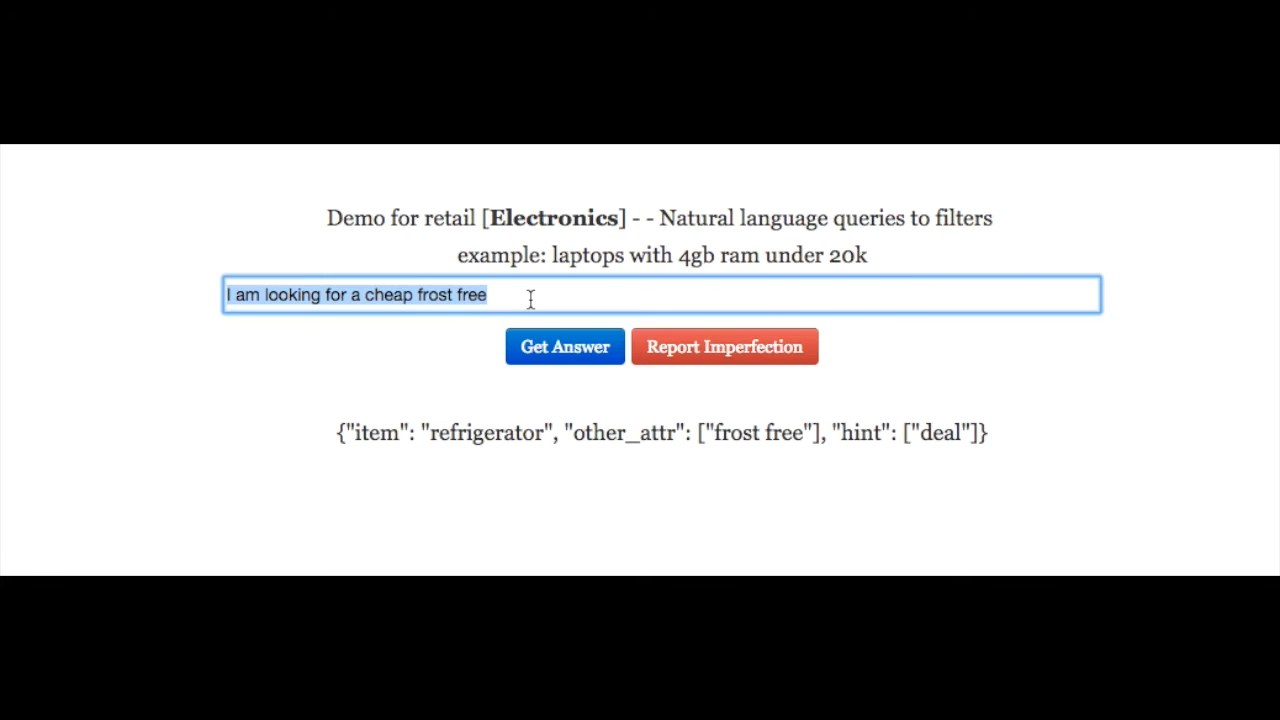 Demo for retail [Electronics] - - Natural language queries to filters
example: laptops with 4gb ram under 20k
I am looking for a cheap frost free
Get Answer Report Imperfection
{"item": "refrigerator", "other_attr": ["frost free"], "hint": ["deal"]}